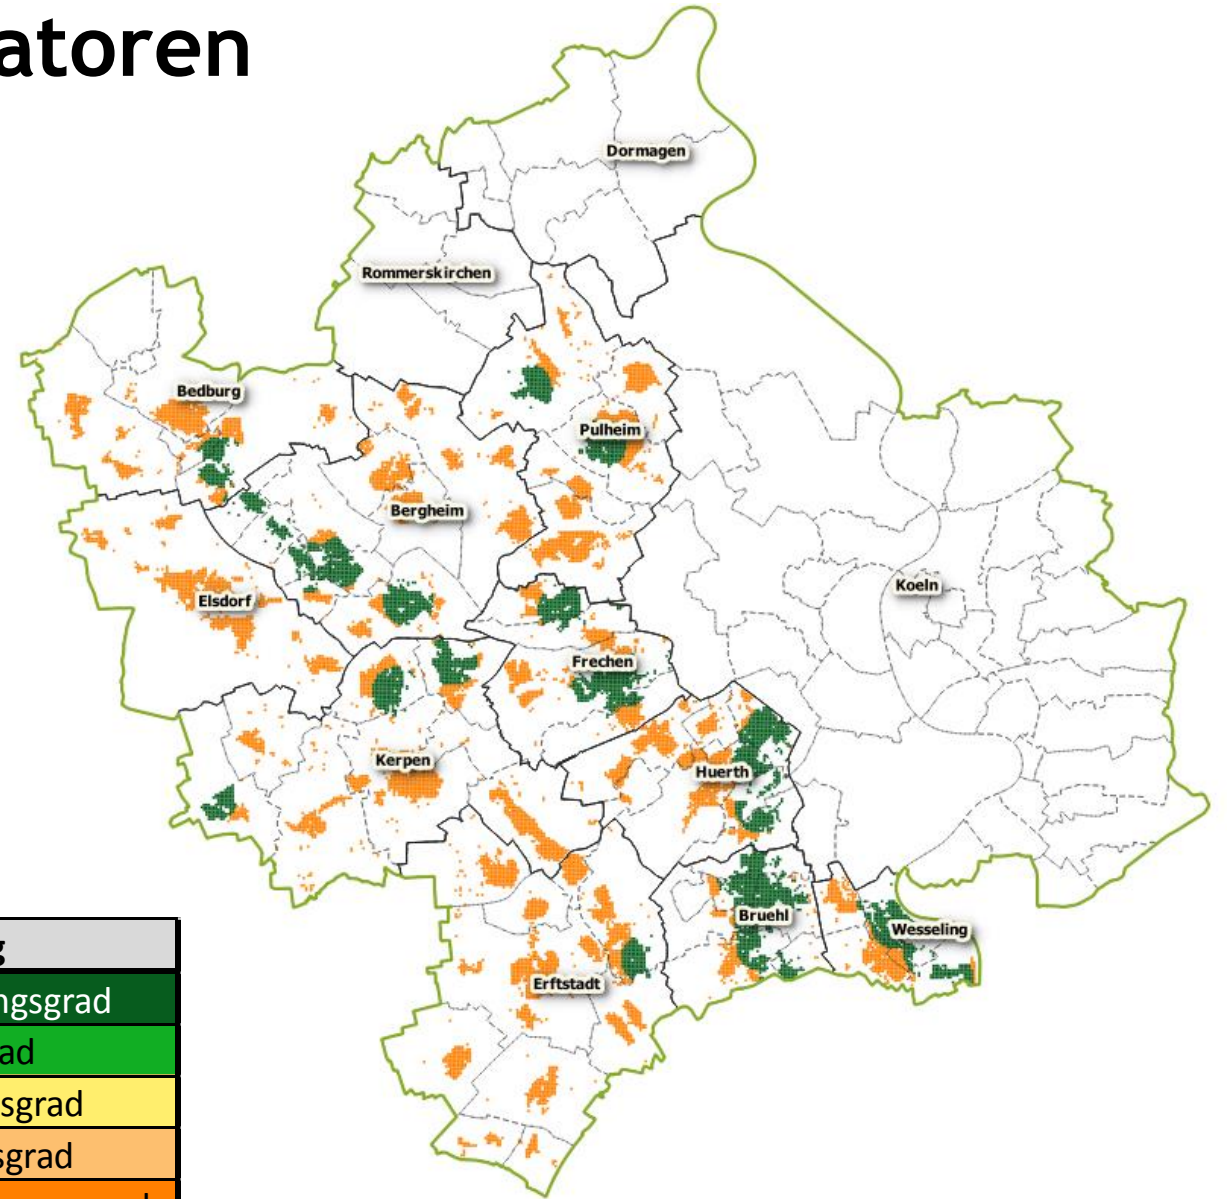 atoren
Dormagen
Rommerskirchen
Bedburg
Pulheim
Bergheim
Koeln
Elsdorf
Frechen
Kerpen
Huerth
Bruehl
Wesseling
Erftstadt
g
ngsgrad
ad
sgrad
sgrad